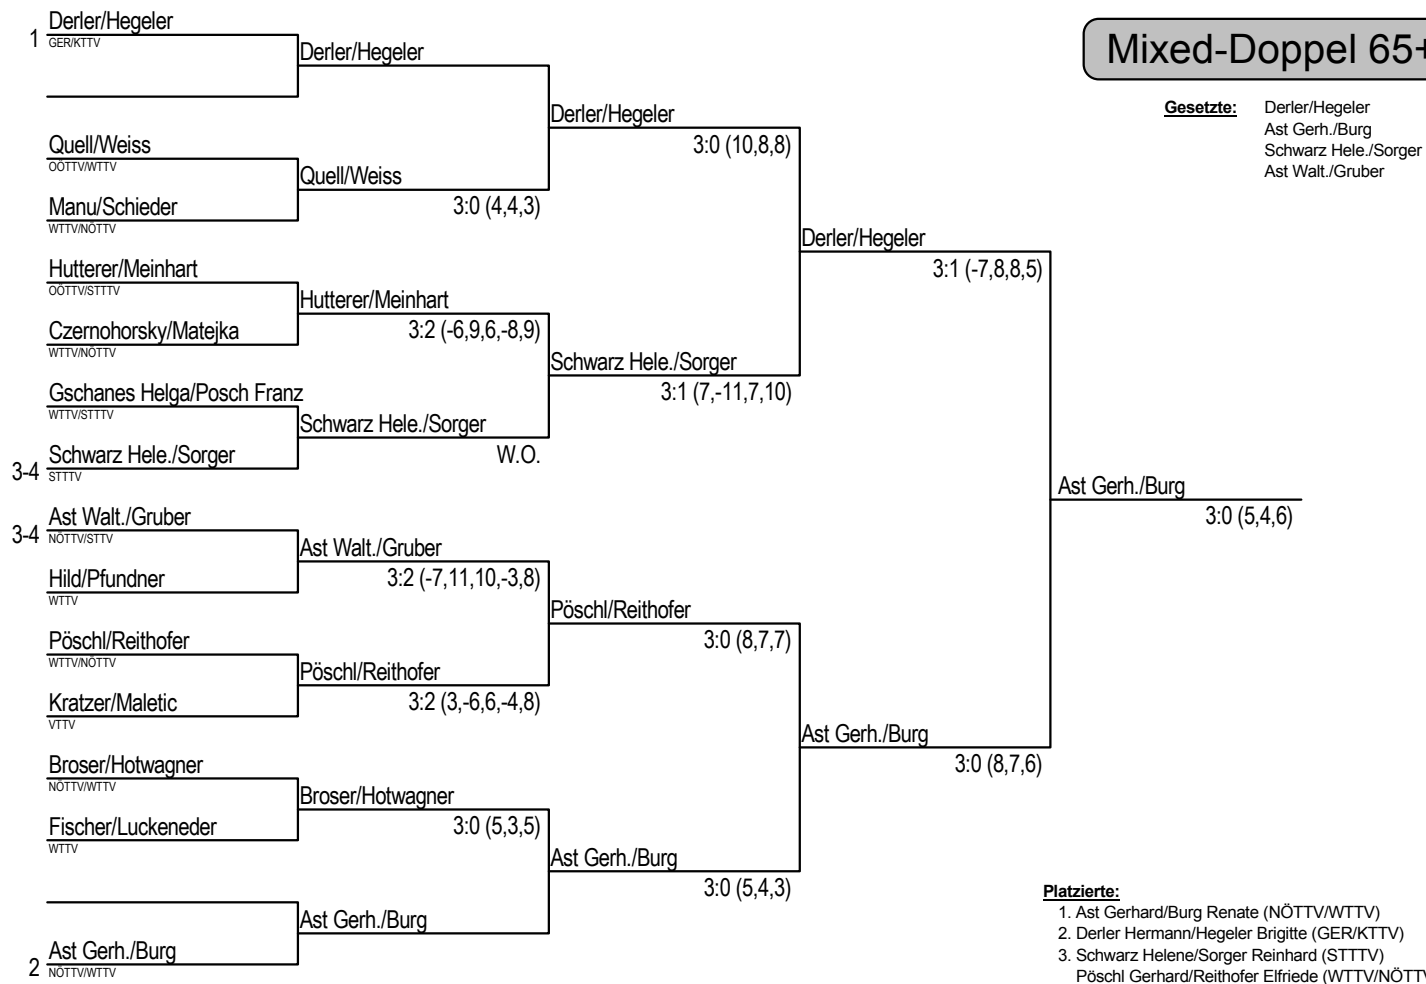 Mixed-Doppel 65+
Gesetzte: Derler/Hegeler
Ast Gerh./Burg
Schwarz Hele./Sorger
Ast Walt./Gruber
1 Derler/Hegeler
GER/KTTV
Quell/Weiss
OÖTTV/WTTV
Manu/Schieder
WTTV/NÖTTV
Hutterer/Meinhart
OÖTTV/STTTV
Czernohorsky/Matejka
WTTV/NÖTTV
Gschanes Helga/Posch Franz
WTTV/STTTV
3-4 Schwarz Hele./Sorger
STTTV
3-4 Ast Walt./Gruber
NÖTTV/STTV
Hild/Pfundner
WTTV
Pöschl/Reithofer
WTTV/NÖTTV
Kratzer/Maletic
VTTV
Broser/Hotwagner
NÖTTV/WTTV
Fischer/Luckeneder
WTTV
2 Ast Gerh./Burg
NÖTTV/WTTV
Derler/Hegeler
Quell/Weiss
3:0 (4,4,3)
Hutterer/Meinhart
3:2 (-6,9,6,-8,9)
Schwarz Hele./Sorger
W.O.
Ast Walt./Gruber
3:2 (-7,11,10,-3,8)
Pöschl/Reithofer
3:2 (3,-6,6,-4,8)
Broser/Hotwagner
3:0 (5,3,5)
Ast Gerh./Burg
Derler/Hegeler
3:0 (10,8,8)
Schwarz Hele./Sorger
3:1 (7,-11,7,10)
Pöschl/Reithofer
3:0 (8,7,7)
Ast Gerh./Burg
3:0 (5,4,3)
Derler/Hegeler
3:1 (-7,8,8,5)
Ast Gerh./Burg
3:0 (8,7,6)
Ast Gerh./Burg
3:0 (5,4,6)
Platzierte:
1. Ast Gerhard/Burg Renate (NÖTTV/WTTV)
2. Derler Hermann/Hegeler Brigitte (GER/KTTV)
3. Schwarz Helene/Sorger Reinhard (STTTV)
Pöschl Gerhard/Reithofer Elfriede (WTTV/NÖTTV